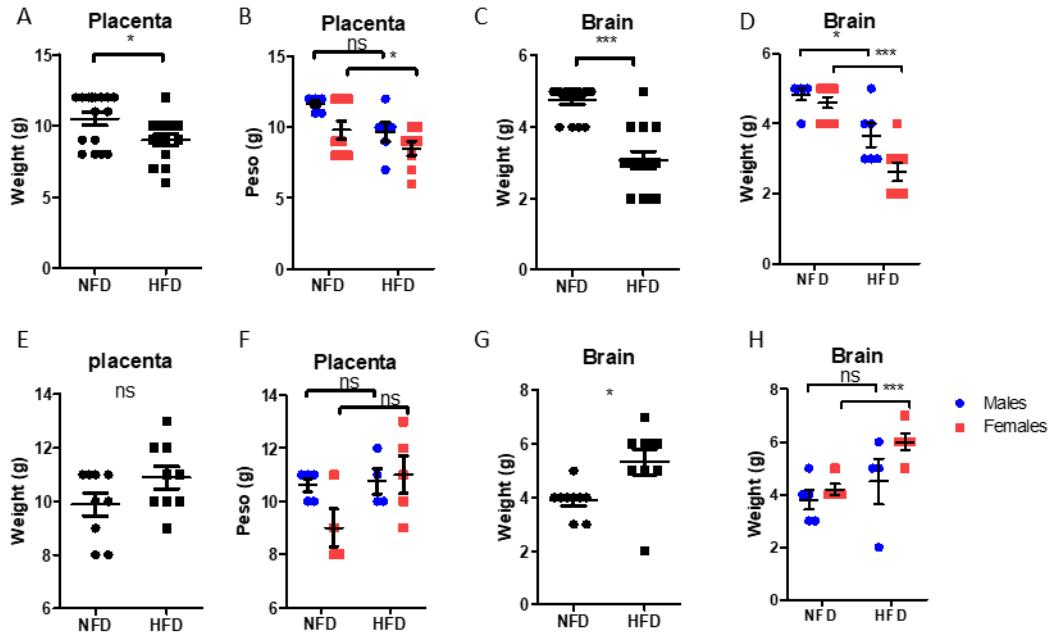 A
Placenta
*
Weight (g)
15
10
5
0
NFD HFD
B
Placenta
ns
*
Peso (g)
15
10
5
0
NFD HFD
C
Brain
***
Weight (g)
6
4
2
0
NFD HFD
D
Brain
*
***
Weight (g)
6
4
2
0
NFD HFD
E
placenta
ns
Weight (g)
14
12
10
8
6
NFD HFD
F
Placenta
ns
ns
Peso (g)
14
12
10
8
6
NFD HFD
G
Brain
*
Weight (g)
8
6
4
2
0
NFD HFD
H
Brain
ns
***
Weight (g)
8
6
4
2
0
NFD HFD
Males
Females